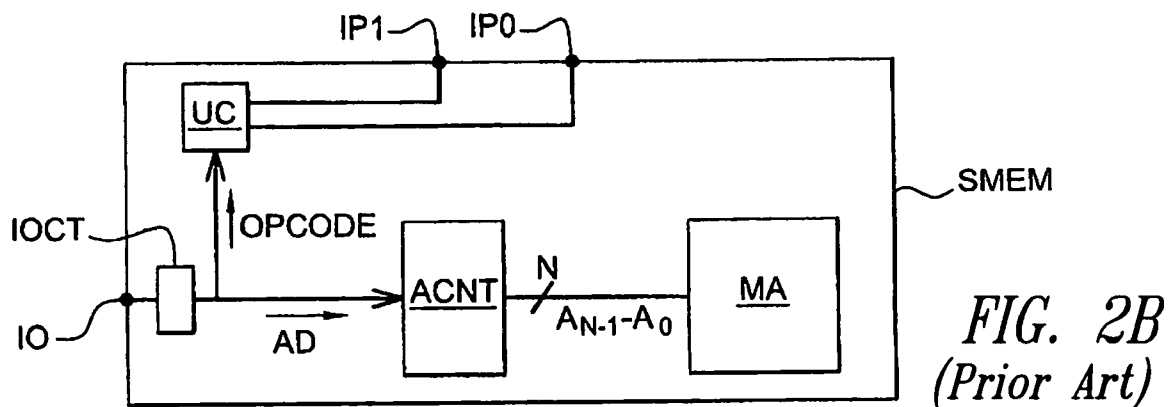 IP1 IP0
UC
SMEM
IOCT
OPCODE
ACNT
N
MA
IO
AD
A_{N-1}-A_0
FIG. 2B
(Prior Art)